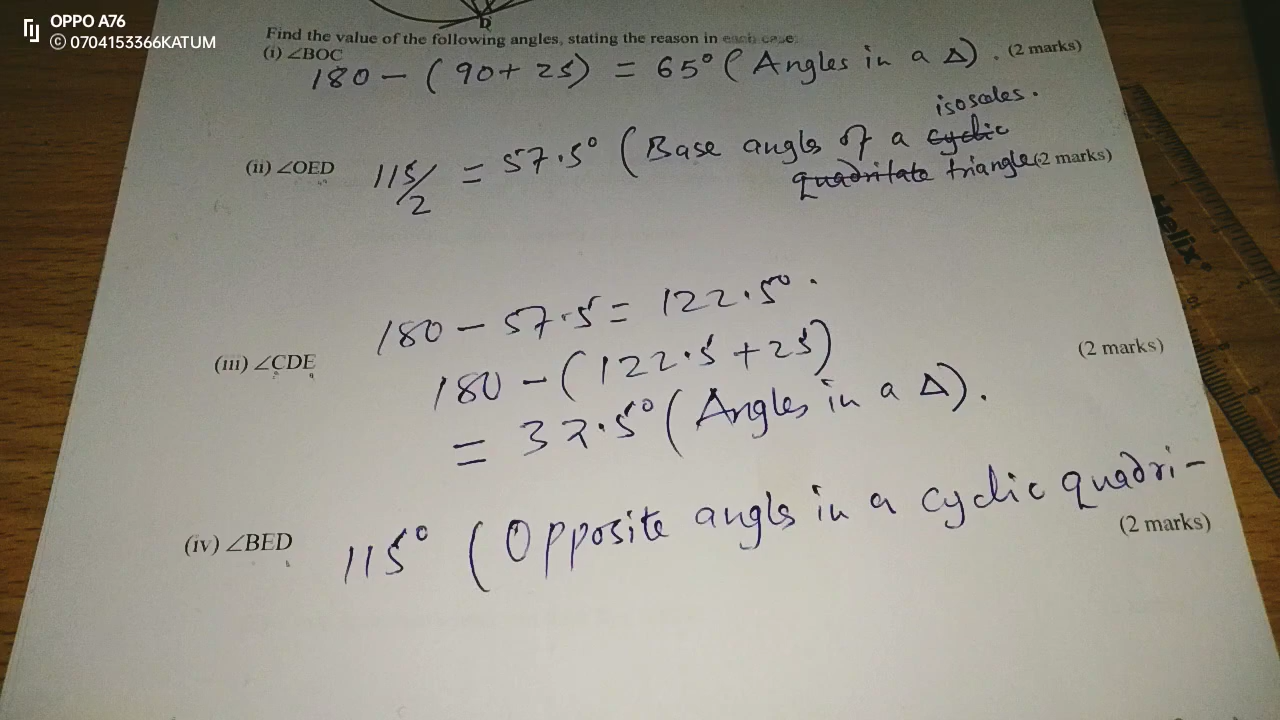 OPPO A76
© 0704153366KATUM
R
Find the value of the following angles, stating the reason in each case.
(i) ∠BOC
180 - (90 + 25) = 65° (Angles in a Δ). (2 marks)
isosceles.
(ii) ∠OED 115/2 = 57.5° (Base angles of a cyclic
quadrilate triangle (2 marks)
180 - 57.5 = 122.5°.
(iii) ∠CDE 180 - (122.5 + 25) (2 marks)
= 32.5° (Angles in a Δ).
(iv) ∠BED 115° (Opposite angles in a cyclic quadri-
(2 marks)
Helix